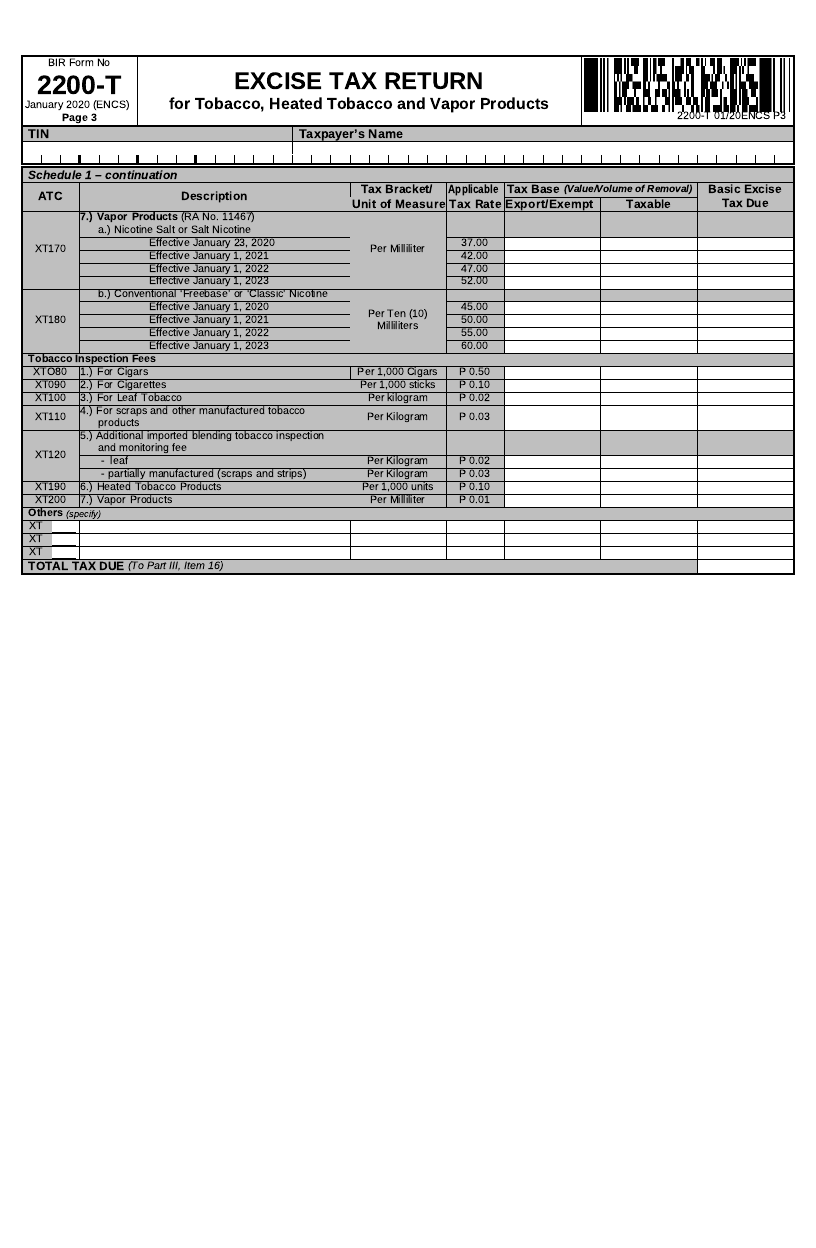 BIR Form No
2200-T
January 2020 (ENCS)
Page 3
EXCISE TAX RETURN
for Tobacco, Heated Tobacco and Vapor Products
2200-T 01/20ENCS P3
TIN
Taxpayer's Name
Schedule 1 – continuation
ATC Description Tax Bracket/ Unit of Measure Applicable Tax Rate Tax Base (Value/Volume of Removal) Export/Exempt Taxable Basic Excise Tax Due
7.) Vapor Products (RA No. 11467)
a.) Nicotine Salt or Salt Nicotine
XT170 Per Milliliter
Effective January 23, 2020 37.00
Effective January 1, 2021 42.00
Effective January 1, 2022 47.00
Effective January 1, 2023 52.00
b.) Conventional 'Freebase' or 'Classic' Nicotine
XT180 Per Ten (10) Milliliters
Effective January 1, 2020 45.00
Effective January 1, 2021 50.00
Effective January 1, 2022 55.00
Effective January 1, 2023 60.00
Tobacco Inspection Fees
XTO80 1.) For Cigars Per 1,000 Cigars P 0.50
XT090 2.) For Cigarettes Per 1,000 sticks P 0.10
XT100 3.) For Leaf Tobacco Per kilogram P 0.02
XT110 4.) For scraps and other manufactured tobacco products Per Kilogram P 0.03
XT120 5.) Additional imported blending tobacco inspection and monitoring fee
- leaf Per Kilogram P 0.02
- partially manufactured (scraps and strips) Per Kilogram P 0.03
XT190 6.) Heated Tobacco Products Per 1,000 units P 0.10
XT200 7.) Vapor Products Per Milliliter P 0.01
Others (specify)
XT
XT
XT
TOTAL TAX DUE (To Part III, Item 16)